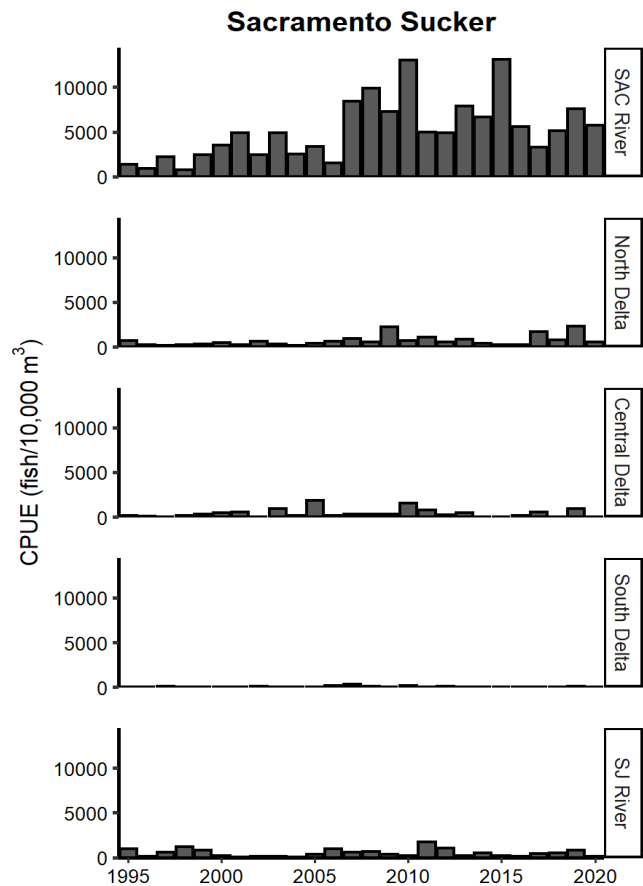 Sacramento Sucker
CPUE (fish/10,000 m³)
10000
5000
0
SAC River
10000
5000
0
North Delta
10000
5000
0
Central Delta
10000
5000
0
South Delta
10000
5000
0
SJ River
1995 2000 2005 2010 2015 2020